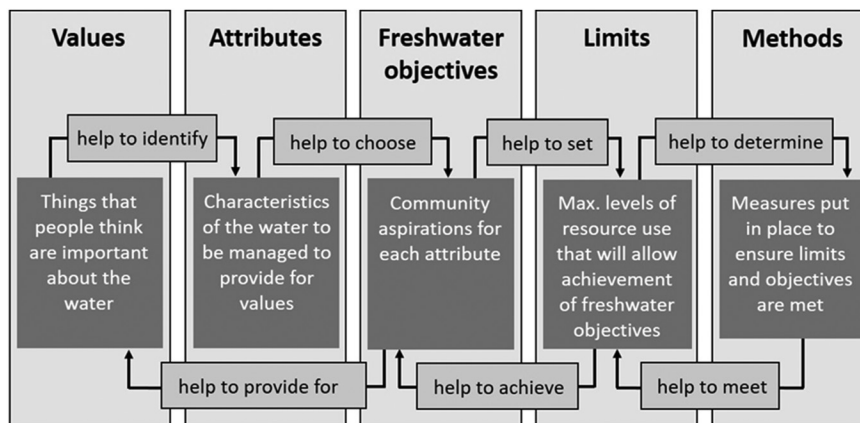 Values
Attributes
Freshwater
objectives
Limits
Methods
help to identify
help to choose
help to set
help to determine
Things that
people think
are important
about the
water
Characteristics
of the water to
be managed to
provide for
values
Community
aspirations for
each attribute
Max. levels of
resource use
that will allow
achievement
of freshwater
objectives
Measures put
in place to
ensure limits
and objectives
are met
help to provide for
help to achieve
help to meet